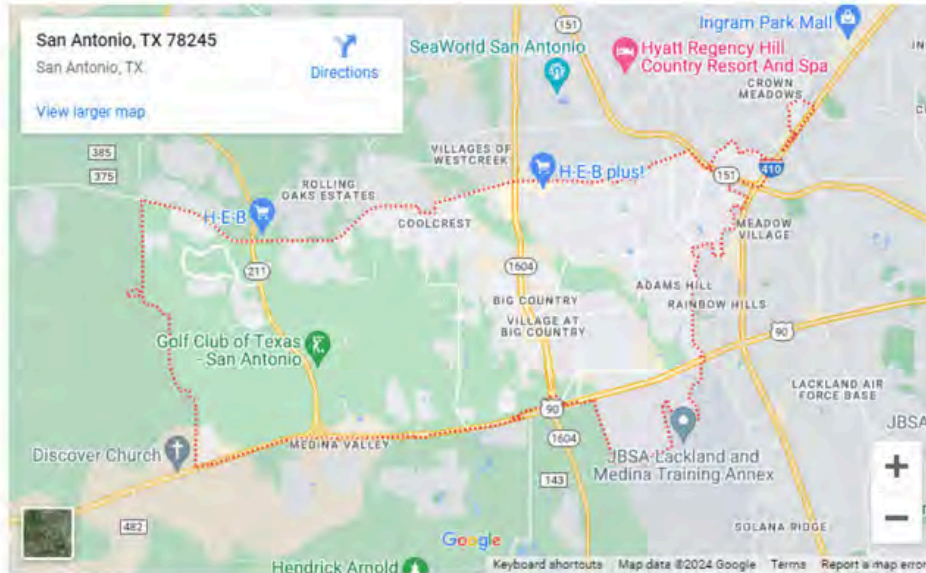 San Antonio, TX 78245
San Antonio, TX
Directions
View larger map
151
Ingram Park Mall
SeaWorld San Antonio
Hyatt Regency Hill
Country Resort And Spa
IN
CROWN
MEADOWS
385
375
VILLAGES OF
WESTCREEK
H-E-B plus!
151
410
ROLLING
OAKS ESTATES
H-E-B
COOLCREST
MEADOW
VILLAGE
211
1604
ADAMS HILL
RAINBOW HILLS
BIG COUNTRY
VILLAGE AT
BIG COUNTRY
90
Golf Club of Texas
- San Antonio
LACKLAND AIR
FORCE BASE
90
JBSA
1604
MEDINA VALLEY
Discover Church
JBSA-Lackland and
Medina Training Annex
143
482
SOLANA RIDGE
Google
Hendrick Arnold
Keyboard shortcuts
Map data ©2024 Google
Terms
Report a map error